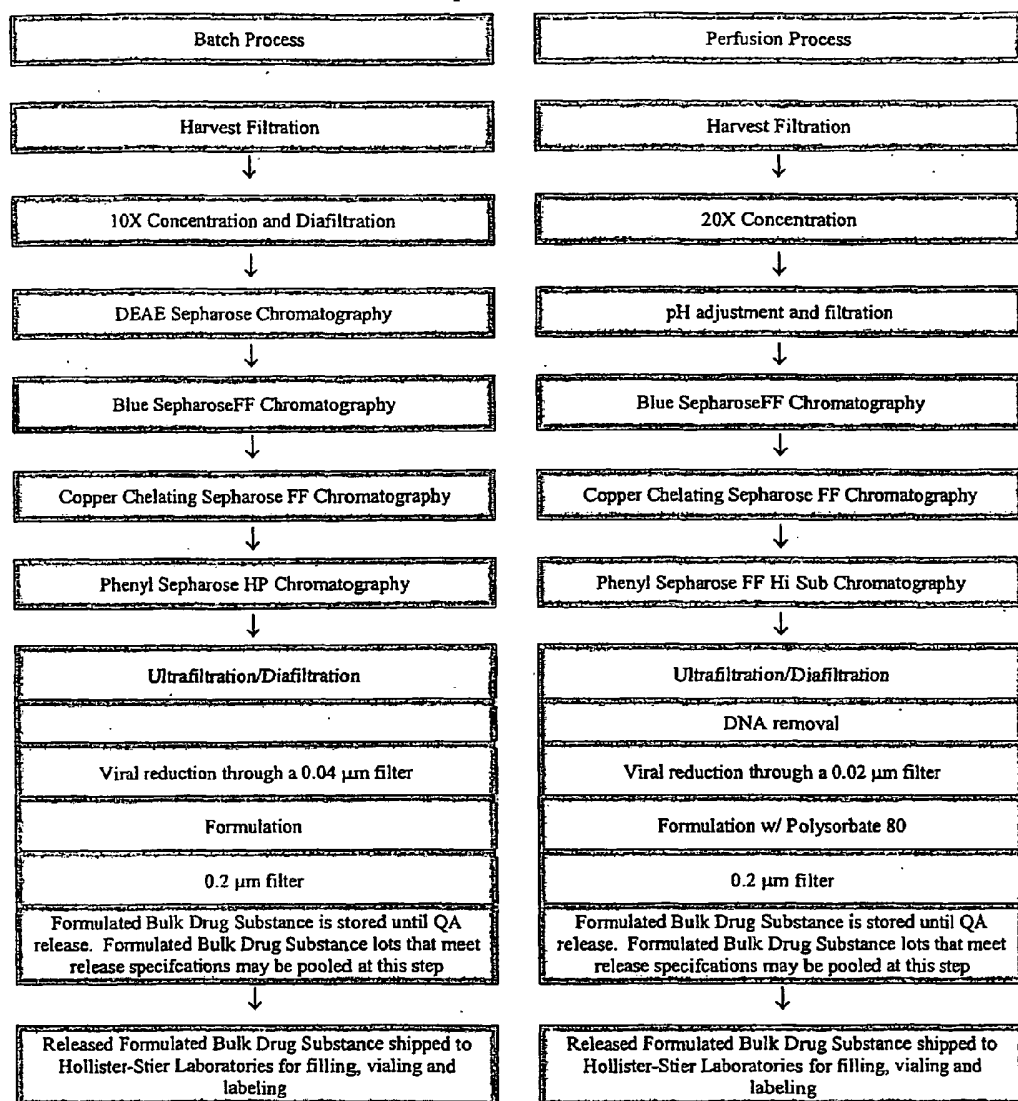 Batch Process
Perfusion Process
Harvest Filtration
Harvest Filtration
↓
↓
10X Concentration and Diafiltration
20X Concentration
↓
↓
DEAE Sepharose Chromatography
pH adjustment and filtration
↓
↓
Blue SepharoseFF Chromatography
Blue SepharoseFF Chromatography
↓
↓
Copper Chelating Sepharose FF Chromatography
Copper Chelating Sepharose FF Chromatography
↓
↓
Phenyl Sepharose HP Chromatography
Phenyl Sepharose FF Hi Sub Chromatography
↓
↓
Ultrafiltration/Diafiltration
Ultrafiltration/Diafiltration
DNA removal
Viral reduction through a 0.04 µm filter
Viral reduction through a 0.02 µm filter
Formulation
Formulation w/ Polysorbate 80
0.2 µm filter
0.2 µm filter
Formulated Bulk Drug Substance is stored until QA
release. Formulated Bulk Drug Substance lots that meet
release specifcations may be pooled at this step
Formulated Bulk Drug Substance is stored until QA
release. Formulated Bulk Drug Substance lots that meet
release specifcations may be pooled at this step
↓
↓
Released Formulated Bulk Drug Substance shipped to
Hollister-Stier Laboratories for filling, vialing and
labeling
Released Formulated Bulk Drug Substance shipped to
Hollister-Stier Laboratories for filling, vialing and
labeling